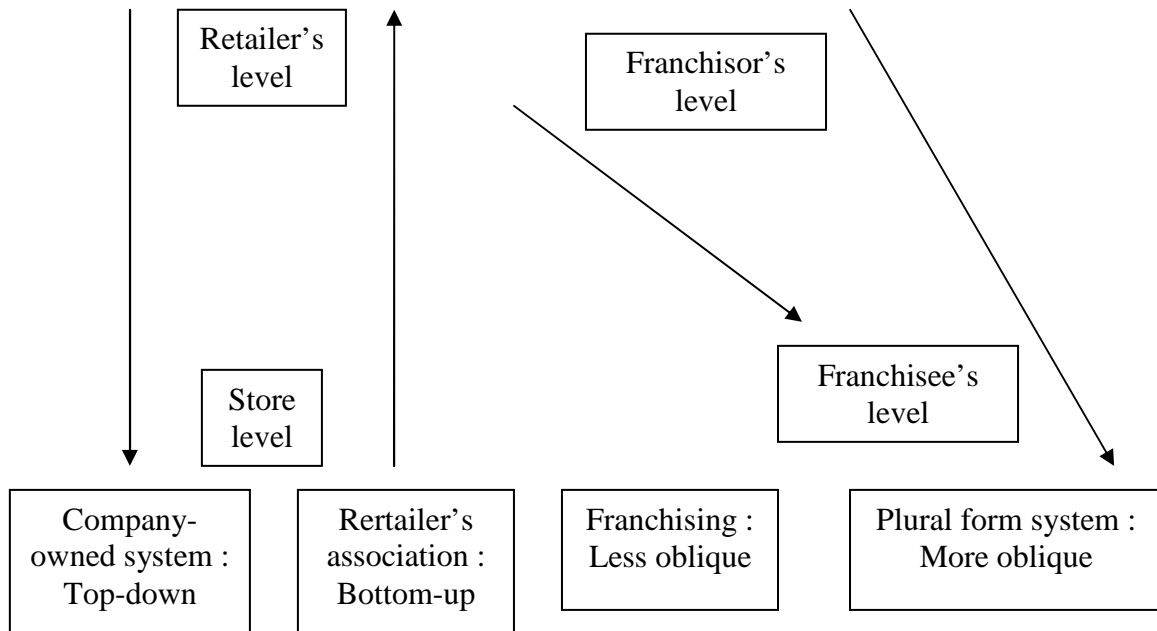 Retailer's
level
Franchisor's
level
Store
level
Franchisee's
level
Company-
owned system :
Top-down
Rertailer's
association :
Bottom-up
Franchising :
Less oblique
Plural form system :
More oblique